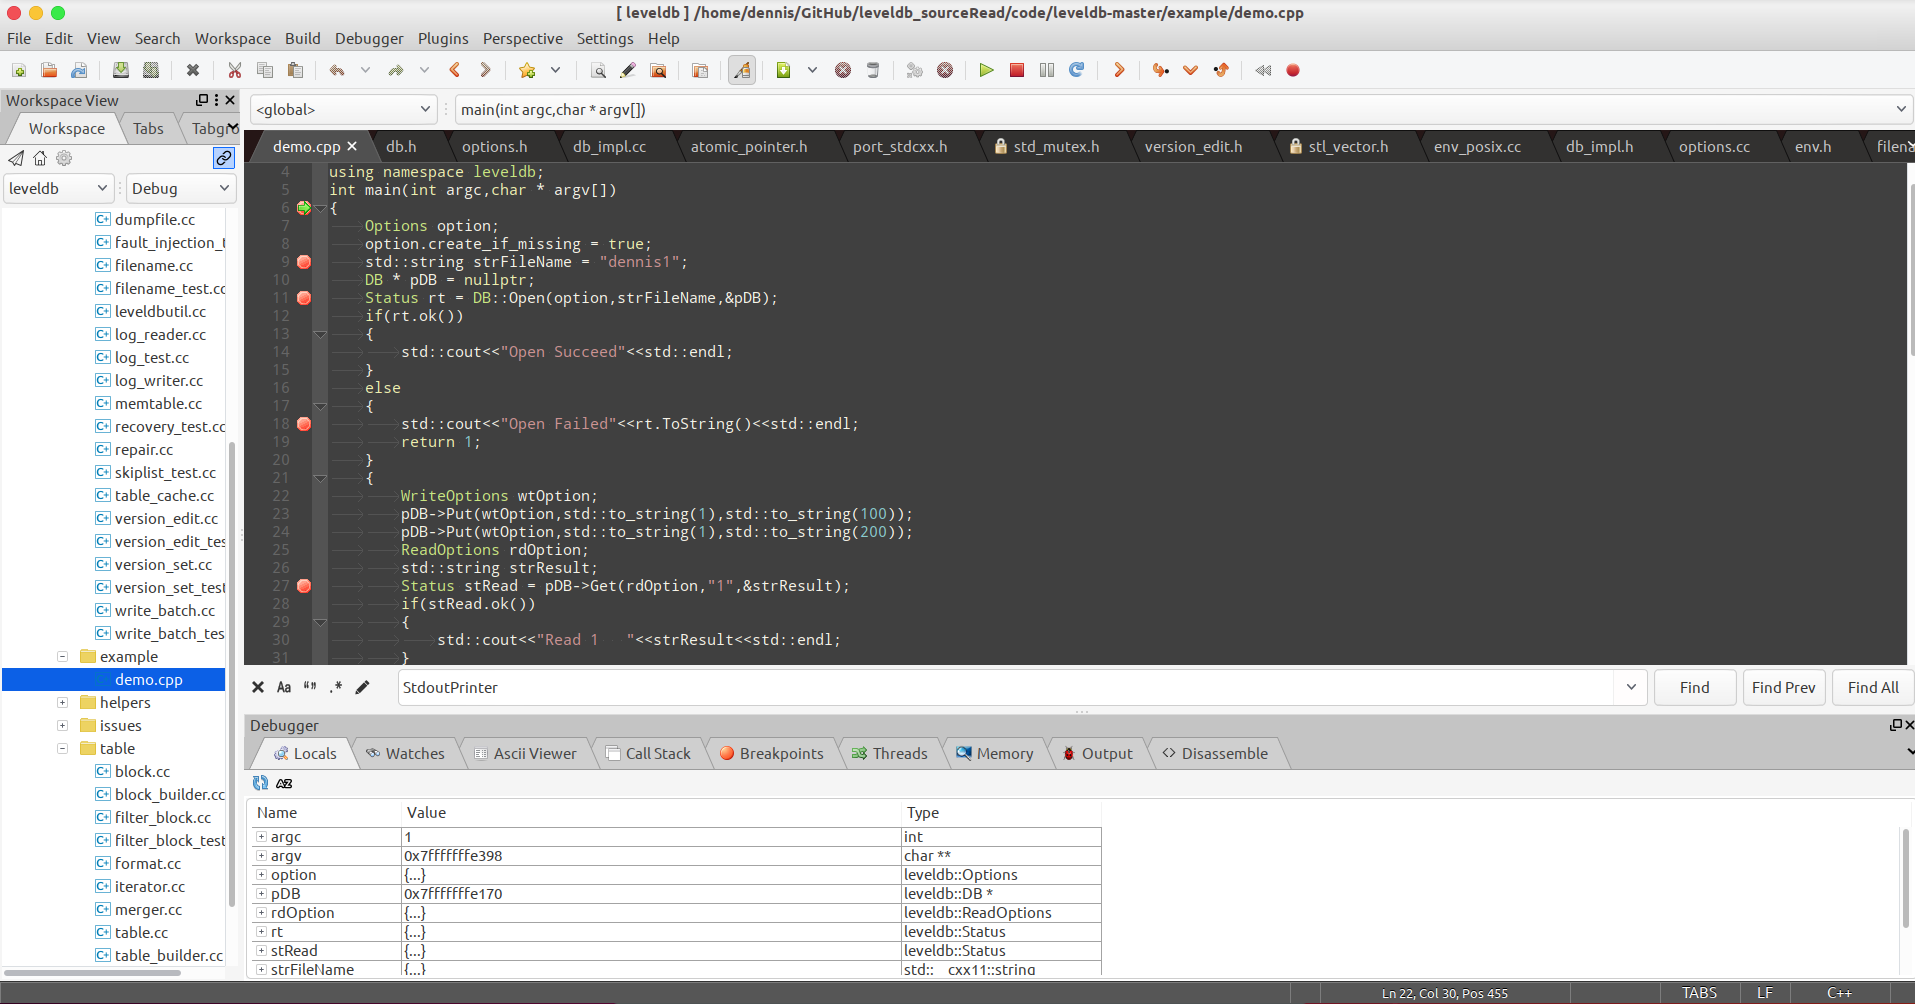 [ leveldb ] /home/dennis/GitHub/leveldb_sourceRead/code/leveldb-master/example/demo.cpp
File Edit View Search Workspace Build Debugger Plugins Perspective Settings Help
Workspace View
<global> main(int argc,char * argv[])
Workspace Tabs Tabgro
demo.cpp db.h options.h db_impl.cc atomic_pointer.h port_stdcxx.h std_mutex.h version_edit.h stl_vector.h env_posix.cc db_impl.h options.cc env.h filena
leveldb Debug
dumpfile.cc
fault_injection_t
filename.cc
filename_test.cc
leveldbutil.cc
log_reader.cc
log_test.cc
log_writer.cc
memtable.cc
recovery_test.cc
repair.cc
skiplist_test.cc
table_cache.cc
version_edit.cc
version_edit_tes
version_set.cc
version_set_test
write_batch.cc
write_batch_tes
example
demo.cpp
helpers
issues
table
block.cc
block_builder.cc
filter_block.cc
filter_block_test
format.cc
iterator.cc
merger.cc
table.cc
table_builder.cc
4 using namespace leveldb;
5 int main(int argc,char * argv[])
6 {
7 Options option;
8 option.create_if_missing = true;
9 std::string strFileName = "dennis1";
10 DB * pDB = nullptr;
11 Status rt = DB::Open(option,strFileName,&pDB);
12 if(rt.ok())
13 {
14 std::cout<<"Open Succeed"<<std::endl;
15 }
16 else
17 {
18 std::cout<<"Open Failed"<<rt.ToString()<<std::endl;
19 return 1;
20 }
21 {
22 WriteOptions wtOption;
23 pDB->Put(wtOption,std::to_string(1),std::to_string(100));
24 pDB->Put(wtOption,std::to_string(1),std::to_string(200));
25 ReadOptions rdOption;
26 std::string strResult;
27 Status stRead = pDB->Get(rdOption,"1",&strResult);
28 if(stRead.ok())
29 {
30 std::cout<<"Read 1   "<<strResult<<std::endl;
31 }
Aa “” .* StdoutPrinter Find Find Prev Find All
Debugger
Locals Watches Ascii Viewer Call Stack Breakpoints Threads Memory Output Disassemble
AZ
Name Value Type
argc 1 int
argv 0x7fffffffe398 char **
option {...} leveldb::Options
pDB 0x7fffffffe170 leveldb::DB *
rdOption {...} leveldb::ReadOptions
rt {...} leveldb::Status
stRead {...} leveldb::Status
strFileName {...} std::__cxx11::string
Ln 22, Col 30, Pos 455 TABS LF C++